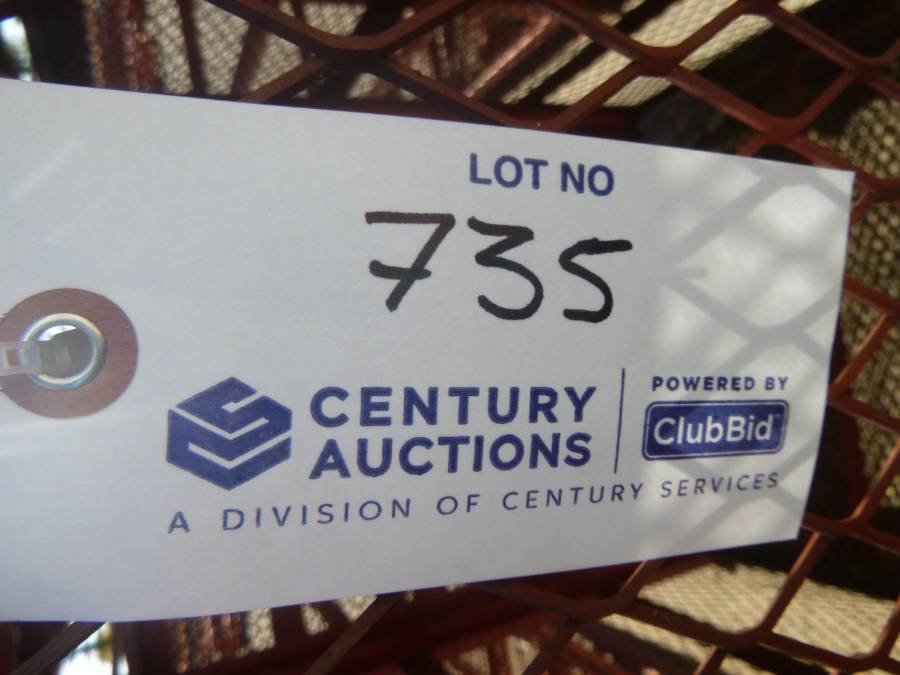 LOT NO
735
CENTURY
AUCTIONS
POWERED BY
ClubBid
A DIVISION OF CENTURY SERVICES